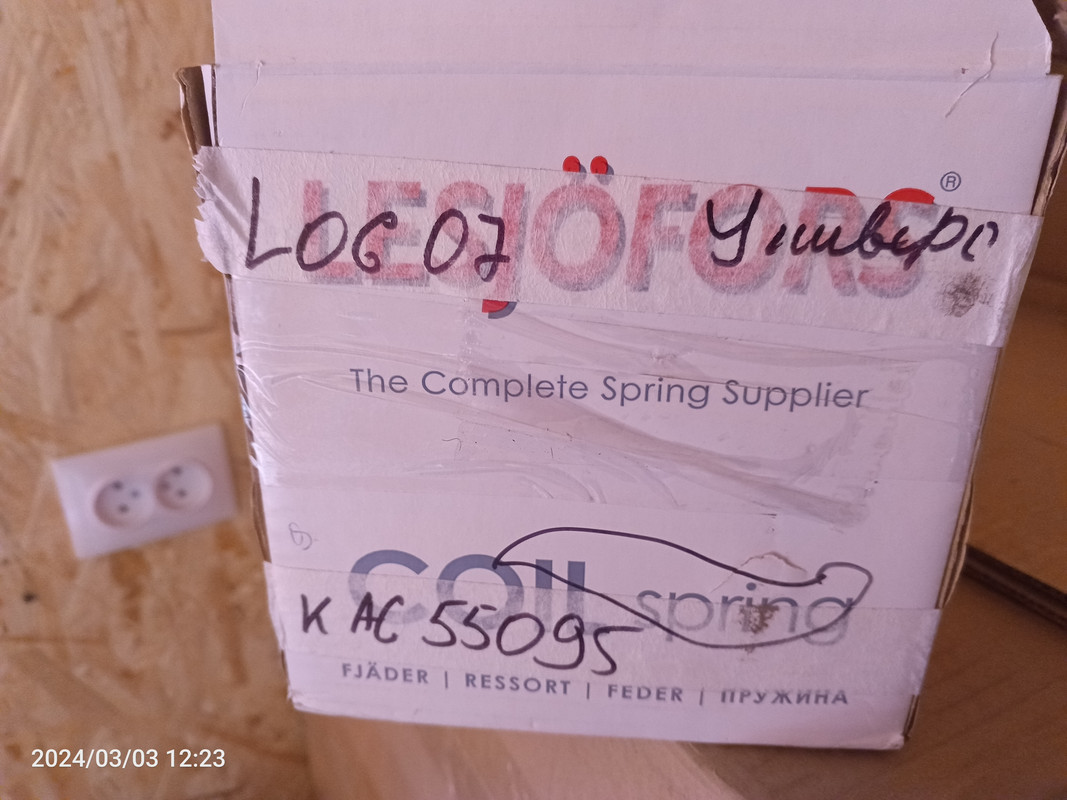 LESJÖFORS ®
LOG 07 Универс
The Complete Spring Supplier
COIL spring
К АС 55095
FJÄDER | RESSORT | FEDER | ПРУЖИНА
2024/03/03 12:23